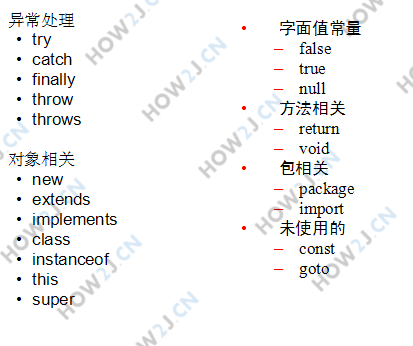 异常处理
• try
• catch
• finally
• throw
• throws
对象相关
• new
• extends
• implements
• class
• instanceof
• this
• super
• 字面值常量
– false
– true
– null
• 方法相关
– return
– void
• 包相关
– package
– import
• 未使用的
– const
– goto
HOW2J.CN
HOW2J.CN
HOW2J.CN
HOW2J.CN
HOW2J.CN
HOW2J.CN
HOW2J.CN
HOW2J.CN